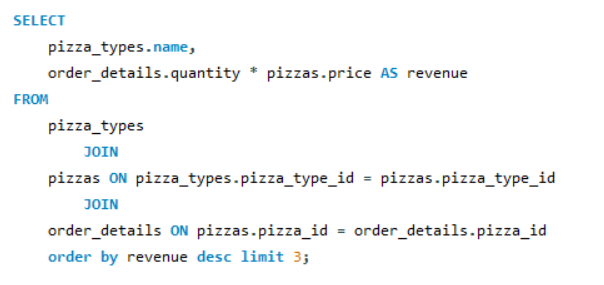 SELECT
pizza_types.name,
order_details.quantity * pizzas.price AS revenue
FROM
pizza_types
JOIN
pizzas ON pizza_types.pizza_type_id = pizzas.pizza_type_id
JOIN
order_details ON pizzas.pizza_id = order_details.pizza_id
order by revenue desc limit 3;